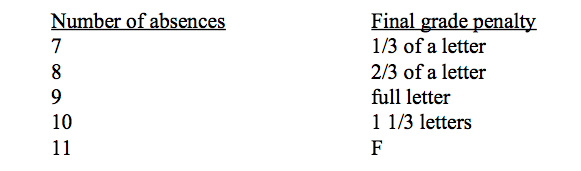 Number of absences Final grade penalty
7 1/3 of a letter
8 2/3 of a letter
9 full letter
10 1 1/3 letters
11 F